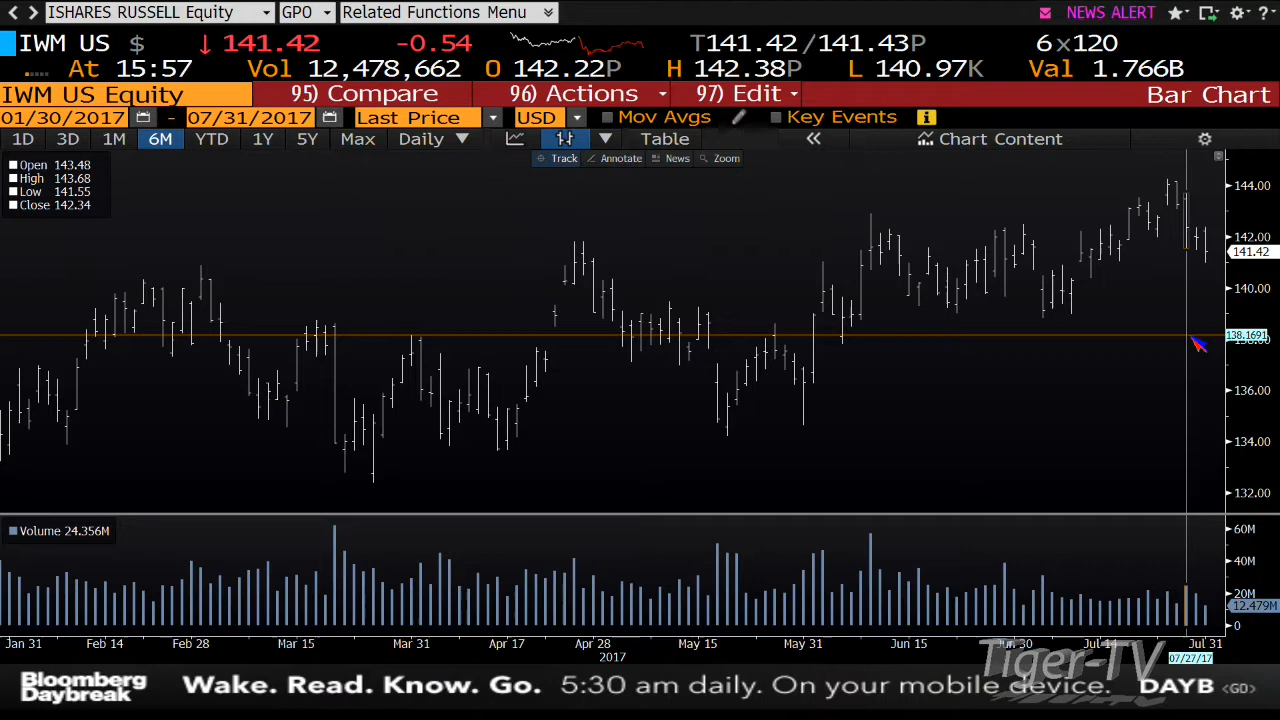 ISHARES RUSSELL Equity GPO Related Functions Menu NEWS ALERT ?
IWM US $ ↓ 141.42 -0.54 T141.42 /141.43P 6x120
At 15:57 Vol 12,478,662 O 142.22P H 142.38P L 140.97K Val 1.766B
IWM US Equity 95) Compare 96) Actions 97) Edit Bar Chart
01/30/2017 - 07/31/2017 Last Price USD Mov Avgs Key Events
1D 3D 1M 6M YTD 1Y 5Y Max Daily ▼ Table « Chart Content
Track Annotate News Zoom
Open 143.48
High 143.68
Low 141.55
Close 142.34
144.00
142.00
141.42
140.00
138.1691
138.00
136.00
134.00
132.00
Volume 24.356M
60M
40M
20M
12.479M
0
Jan 31 Feb 14 Feb 28 Mar 15 Mar 31 Apr 17 Apr 28 May 15 May 31 Jun 15 Jun 30 Jul 14 Jul 31
2017 07/27/17
Tiger-TV
Bloomberg
Daybreak
Wake. Read. Know. Go. 5:30 am daily. On your mobile device. DAYB <GO>